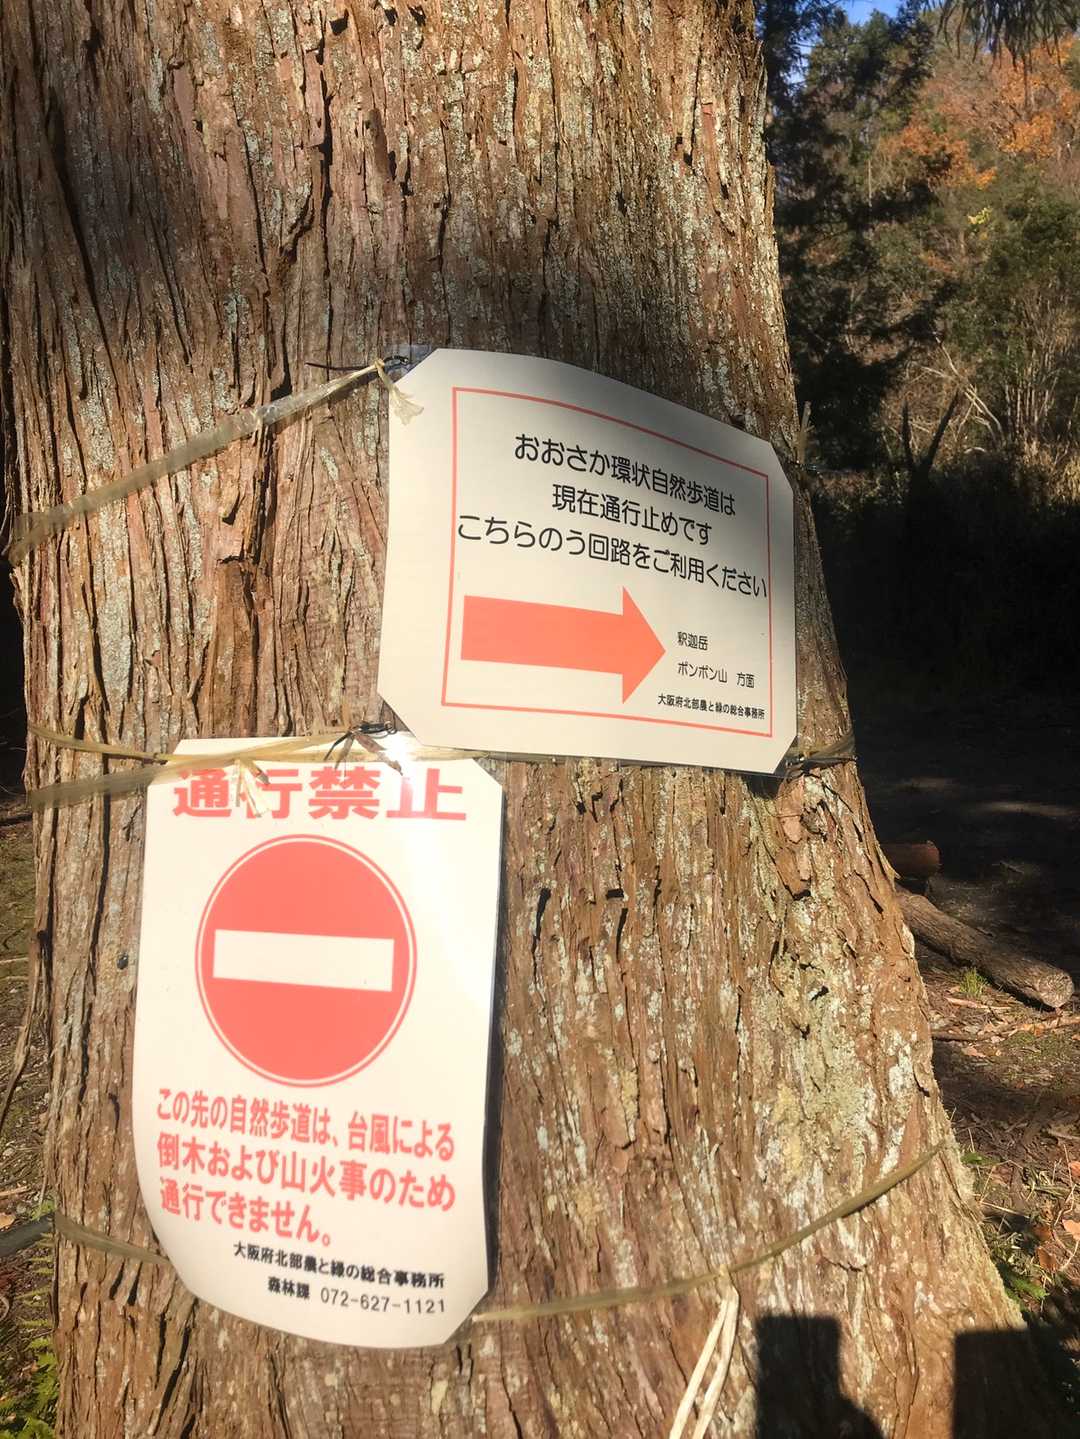 おおさか環状自然歩道は
現在通行止めです
こちらのう回路をご利用ください
釈迦岳
ポンポン山 方面
大阪府北部農と緑の総合事務所
通行禁止
この先の自然歩道は、台風による
倒木および山火事のため
通行できません。
大阪府北部農と緑の総合事務所
森林課 072-627-1121